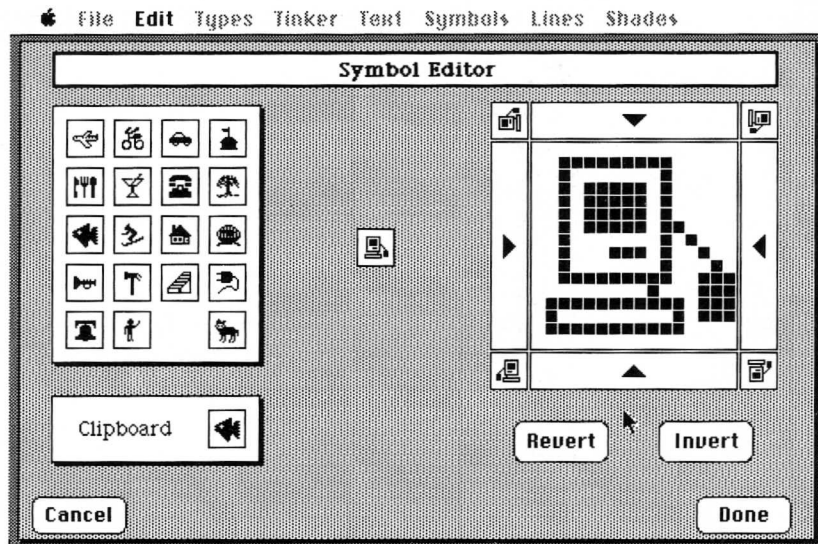 File Edit Types Tinker Text Symbols Lines Shades
Symbol Editor
Clipboard
Revert
Invert
Cancel
Done